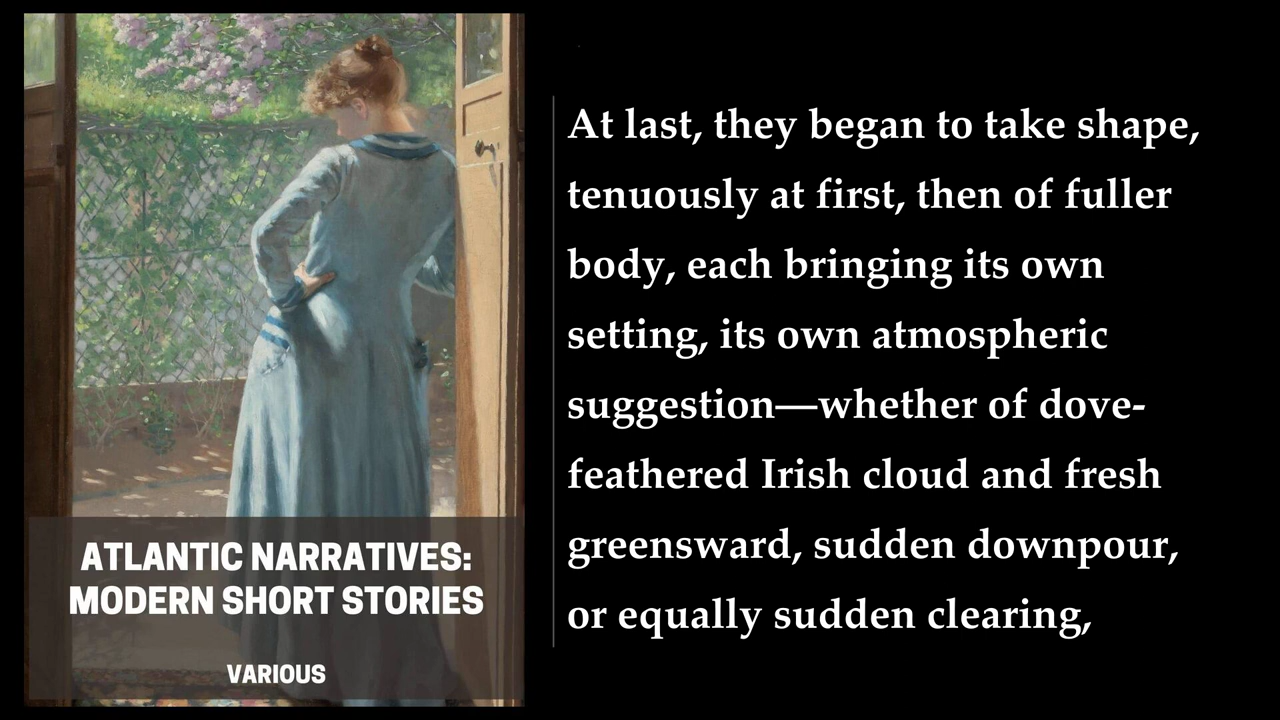 ATLANTIC NARRATIVES:
MODERN SHORT STORIES
VARIOUS
At last, they began to take shape,
tenuously at first, then of fuller
body, each bringing its own
setting, its own atmospheric
suggestion—whether of dove-
feathered Irish cloud and fresh
greensward, sudden downpour,
or equally sudden clearing,